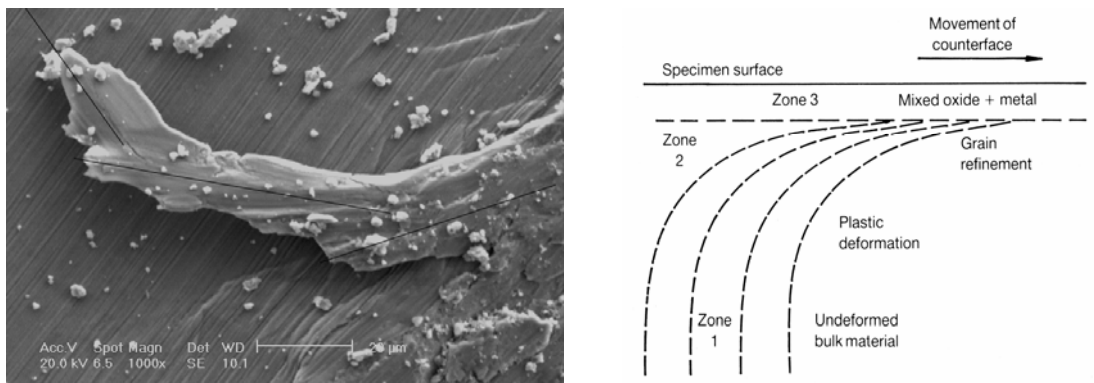 Acc.V Spot Magn Det WD
20.0 kV 6.5 1000x SE 10.1
Movement of
counterface
Specimen surface
Zone 3 Mixed oxide + metal
Zone
2
Grain
refinement
Plastic
deformation
Zone
1
Undeformed
bulk material